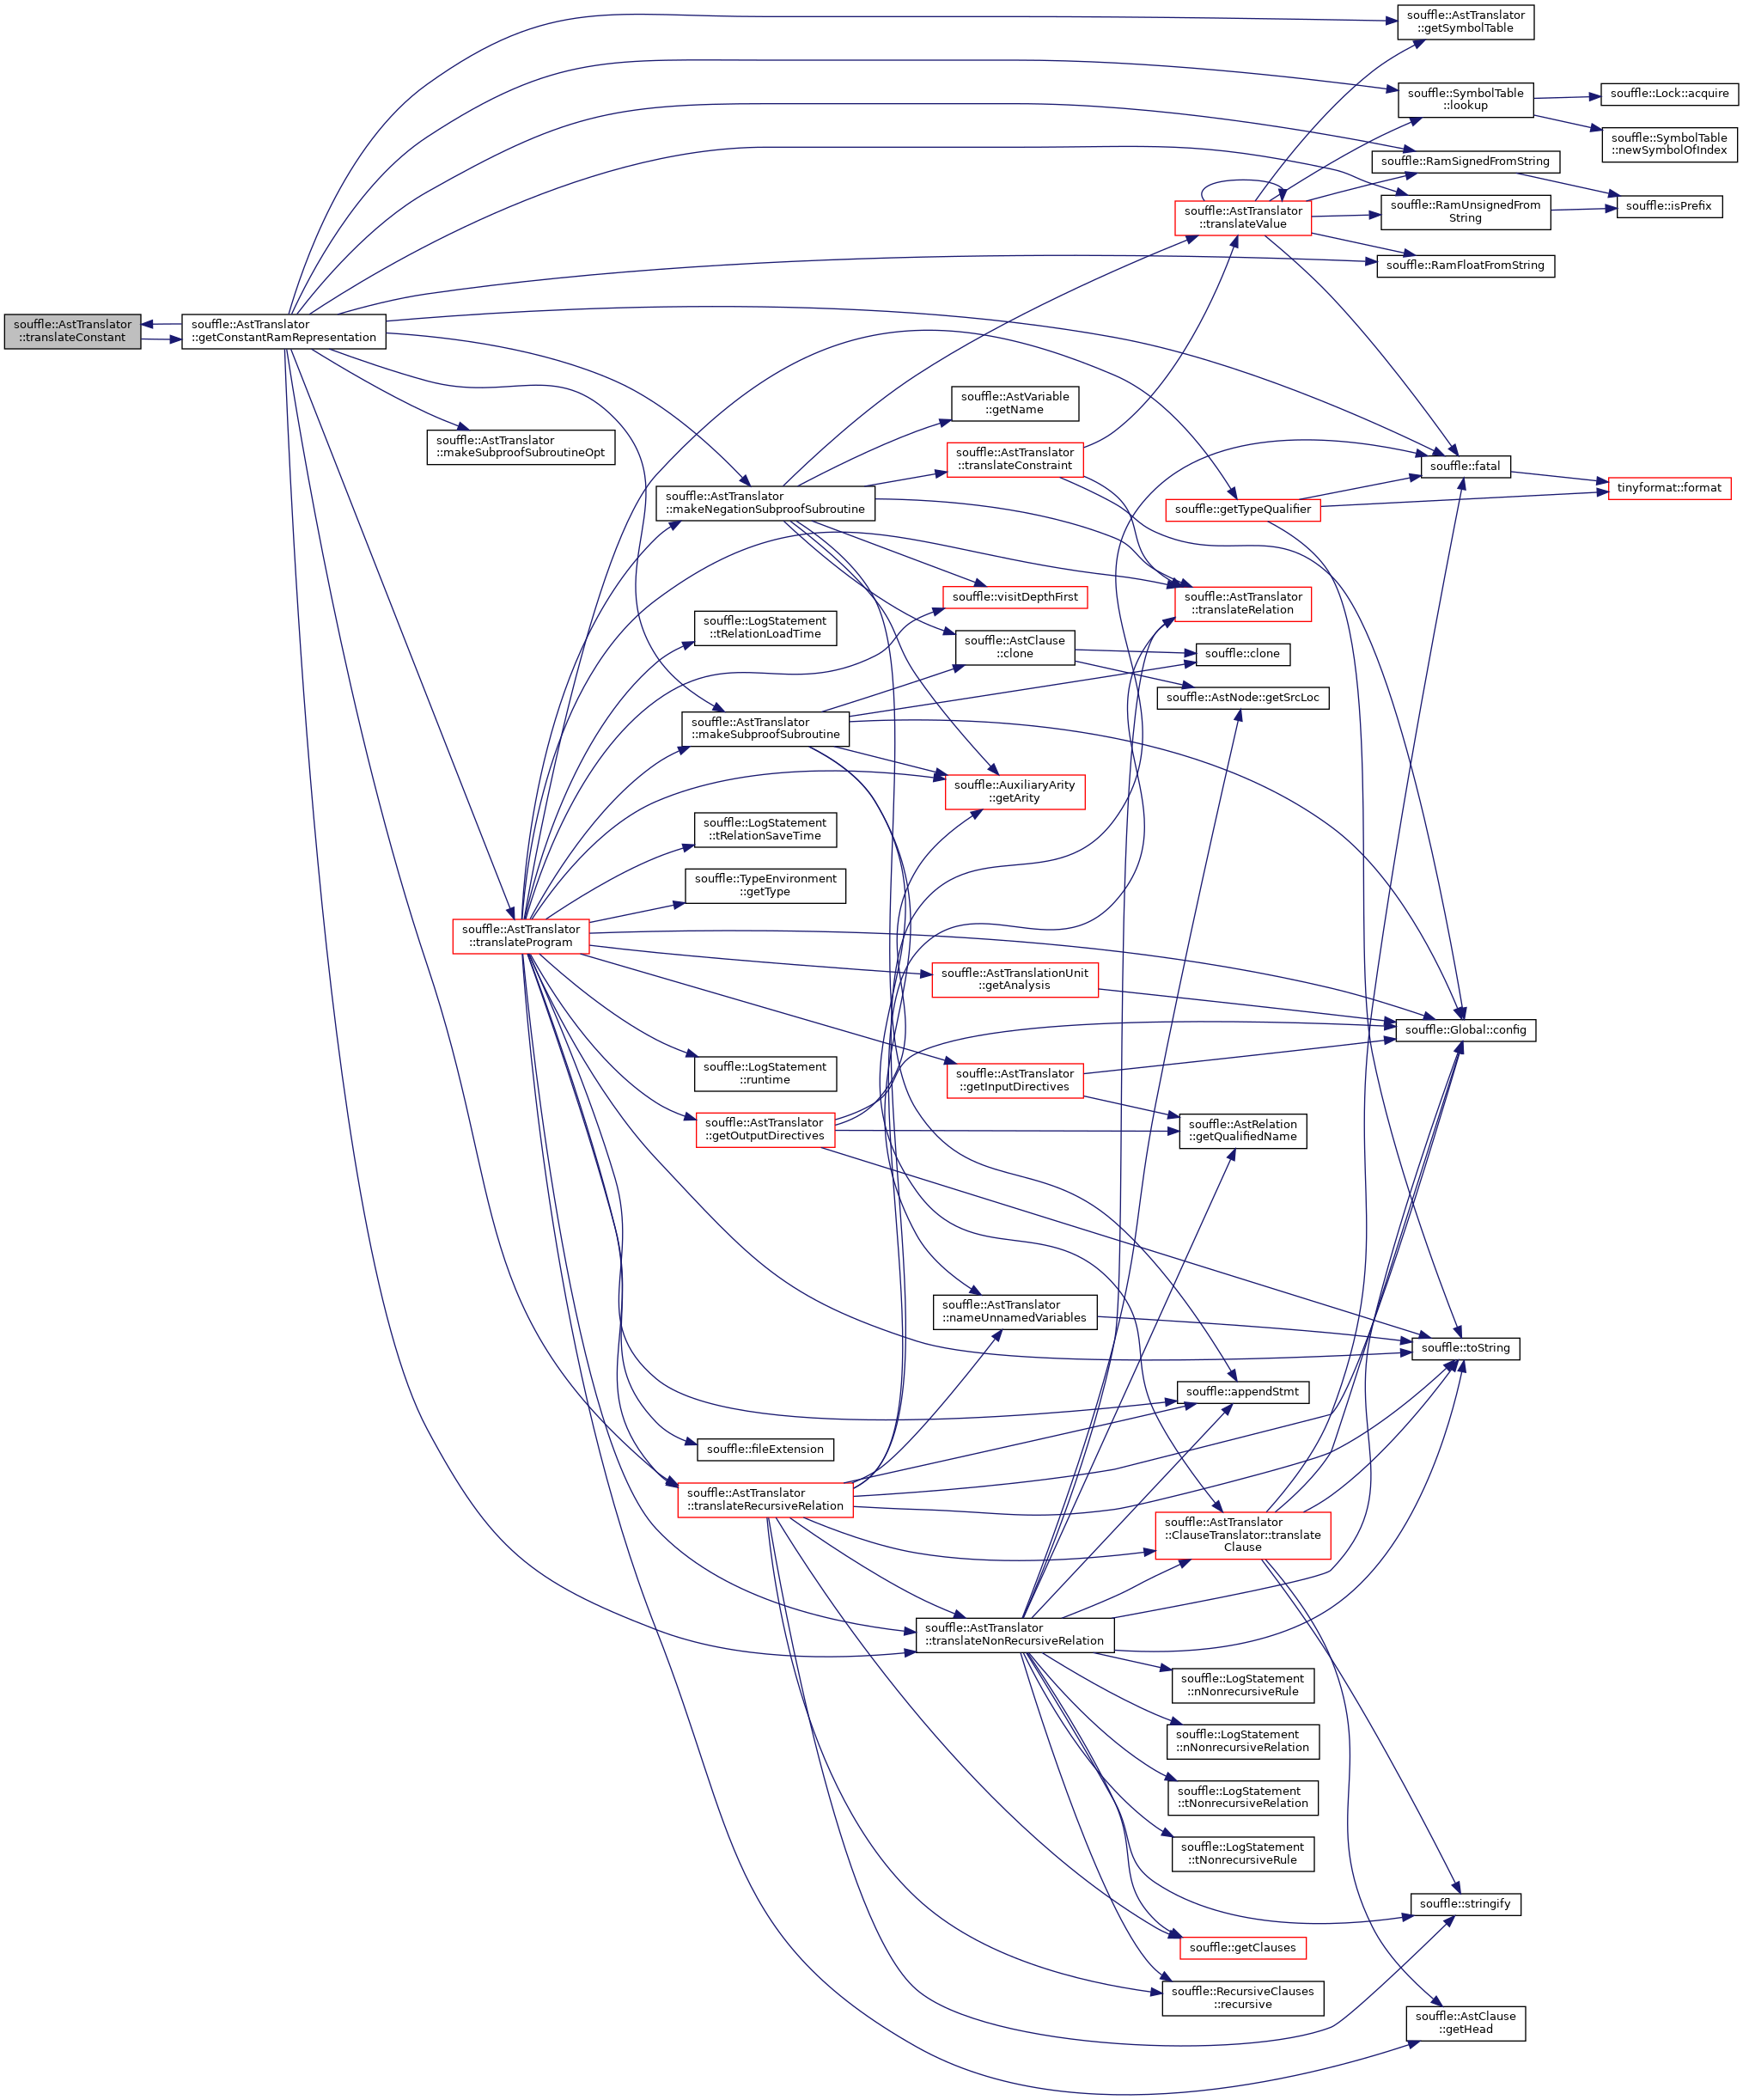 souffle::AstTranslator
::getSymbolTable
souffle::SymbolTable
::lookup
souffle::Lock::acquire
souffle::SymbolTable
::newSymbolOfIndex
souffle::RamSignedFromString
souffle::AstTranslator
::translateValue
souffle::RamUnsignedFrom
String
souffle::isPrefix
souffle::RamFloatFromString
souffle::AstTranslator
::translateConstant
souffle::AstTranslator
::getConstantRamRepresentation
souffle::AstVariable
::getName
souffle::AstTranslator
::makeSubproofSubroutineOpt
souffle::AstTranslator
::translateConstraint
souffle::fatal
tinyformat::format
souffle::AstTranslator
::makeNegationSubproofSubroutine
souffle::getTypeQualifier
souffle::visitDepthFirst
souffle::AstTranslator
::translateRelation
souffle::LogStatement
::tRelationLoadTime
souffle::AstClause
::clone
souffle::clone
souffle::AstNode::getSrcLoc
souffle::AstTranslator
::makeSubproofSubroutine
souffle::AuxiliaryArity
::getArity
souffle::LogStatement
::tRelationSaveTime
souffle::TypeEnvironment
::getType
souffle::AstTranslator
::translateProgram
souffle::AstTranslationUnit
::getAnalysis
souffle::Global::config
souffle::LogStatement
::runtime
souffle::AstTranslator
::getInputDirectives
souffle::AstTranslator
::getOutputDirectives
souffle::AstRelation
::getQualifiedName
souffle::AstTranslator
::nameUnnamedVariables
souffle::toString
souffle::appendStmt
souffle::fileExtension
souffle::AstTranslator
::translateRecursiveRelation
souffle::AstTranslator
::ClauseTranslator::translate
Clause
souffle::AstTranslator
::translateNonRecursiveRelation
souffle::LogStatement
::nNonrecursiveRule
souffle::LogStatement
::nNonrecursiveRelation
souffle::LogStatement
::tNonrecursiveRelation
souffle::LogStatement
::tNonrecursiveRule
souffle::stringify
souffle::getClauses
souffle::RecursiveClauses
::recursive
souffle::AstClause
::getHead